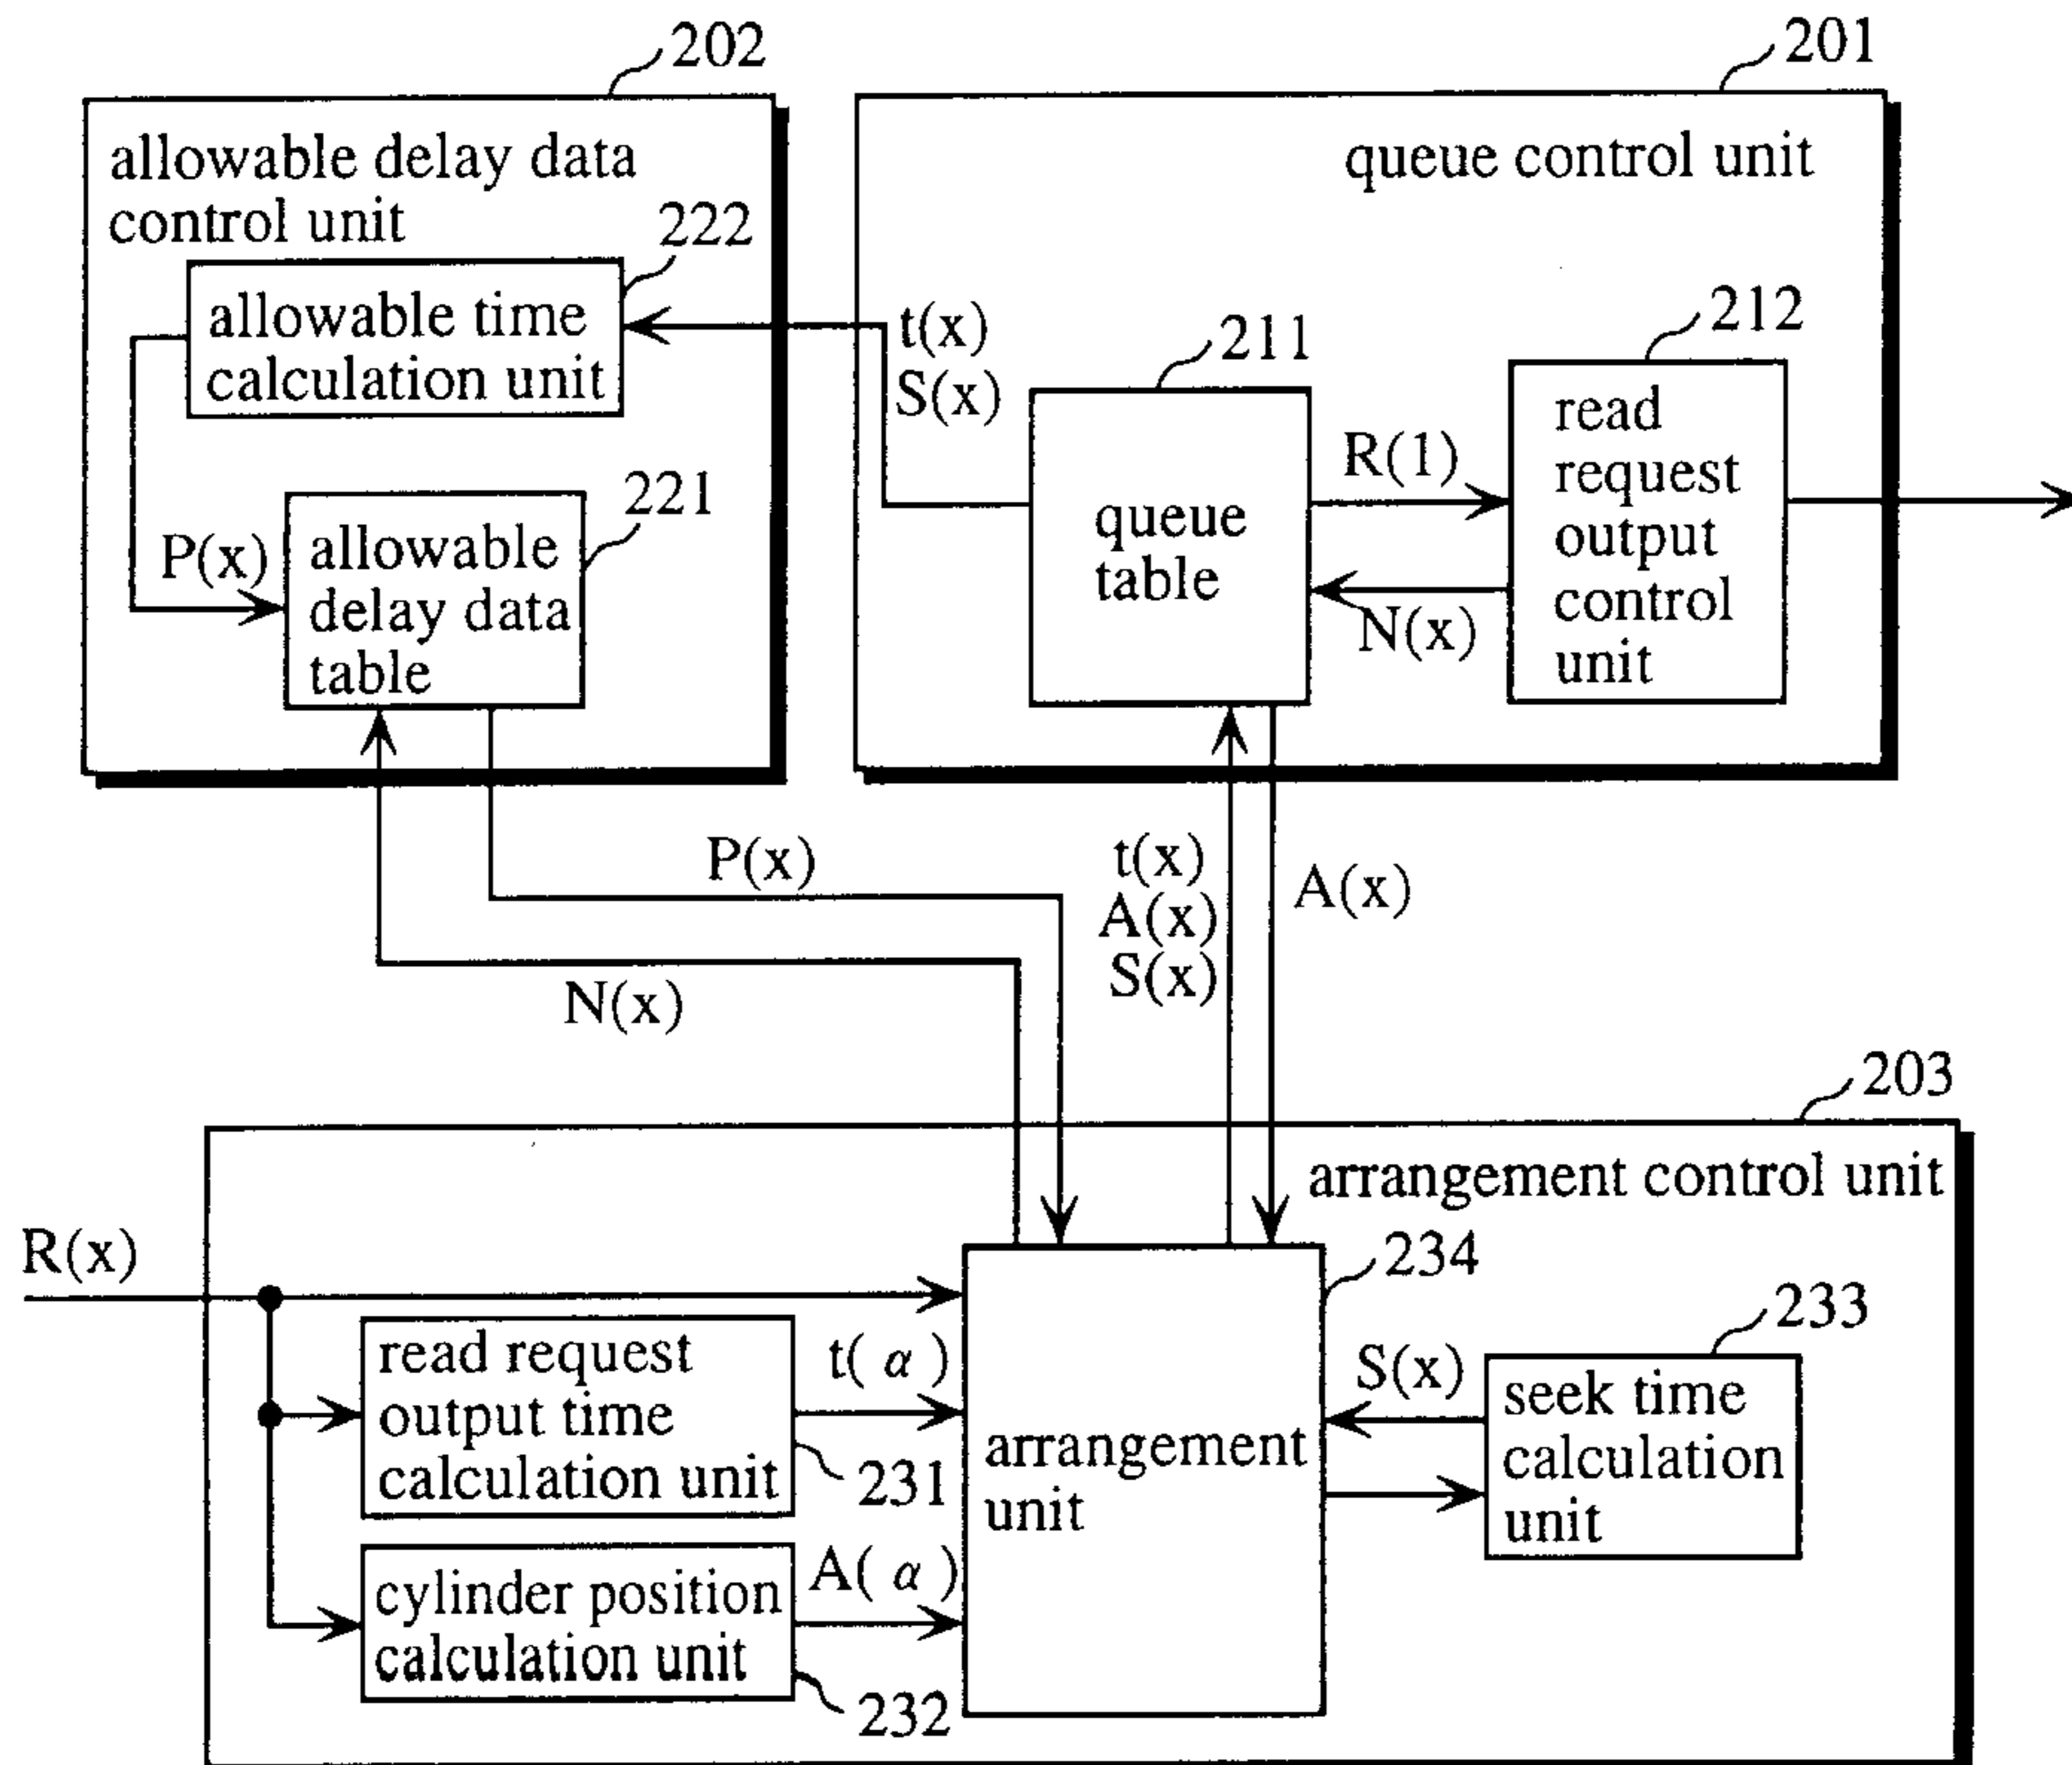 202
201
allowable delay data
control unit
222
allowable time
calculation unit
221
P(x)
allowable
delay data
table
queue control unit
t(x)
S(x)
211
212
queue
table
R(1)
N(x)
read
request
output
control
unit
P(x)
N(x)
t(x)
A(x)
S(x)
A(x)
203
arrangement control unit
R(x)
234
233
read request
output time
calculation unit
t( α )
231
cylinder position
calculation unit
A( α )
232
arrangement
unit
S(x)
seek time
calculation
unit